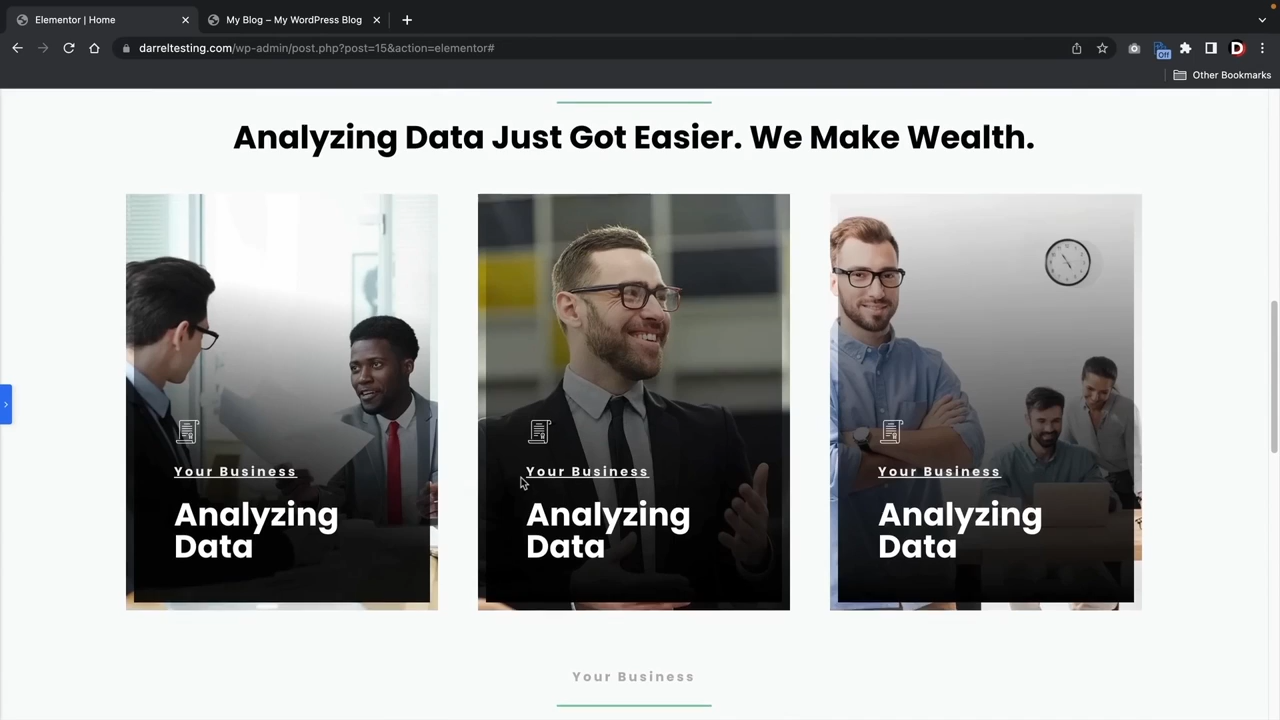 Elementor | Home
My Blog – My WordPress Blog
darreltesting.com/wp-admin/post.php?post=15&action=elementor#
Off
D
Other Bookmarks
Analyzing Data Just Got Easier. We Make Wealth.
Your Business
Analyzing
Data
Your Business
Analyzing
Data
Your Business
Analyzing
Data
Your Business